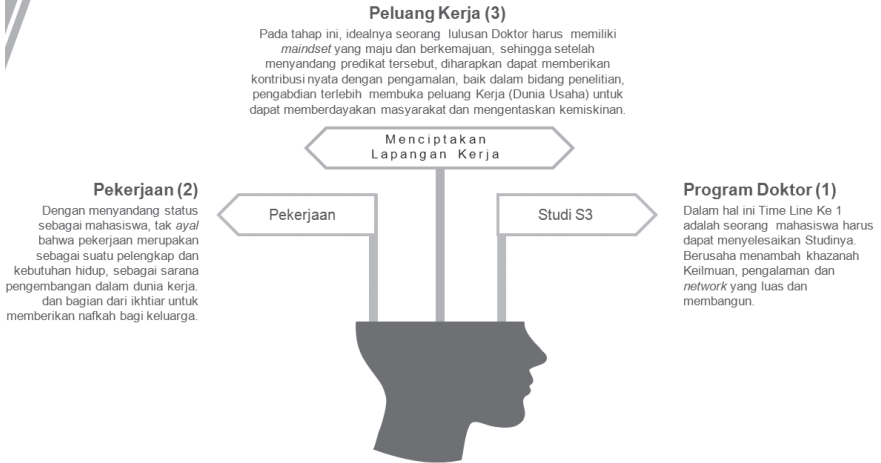 Peluang Kerja (3)
Pada tahap ini, idealnya seorang lulusan Doktor harus memiliki
maindset yang maju dan berkemajuan, sehingga setelah
menyandang predikat tersebut, diharapkan dapat memberikan
kontribusi nyata dengan pengamalan, baik dalam bidang penelitian,
pengabdian terlebih membuka peluang Kerja (Dunia Usaha) untuk
dapat memberdayakan masyarakat dan mengentaskan kemiskinan.
Menciptakan
Lapangan Kerja
Pekerjaan (2)
Dengan menyandang status
sebagai mahasiswa, tak ayal
bahwa pekerjaan merupakan
sebagai suatu pelengkap dan
kebutuhan hidup, sebagai sarana
pengembangan dalam dunia kerja.
dan bagian dari ikhtiar untuk
memberikan nafkah bagi keluarga.
Pekerjaan
Studi S3
Program Doktor (1)
Dalam hal ini Time Line Ke 1
adalah seorang mahasiswa harus
dapat menyelesaikan Studinya.
Berusaha menambah khazanah
Keilmuan, pengalaman dan
network yang luas dan
membangun.